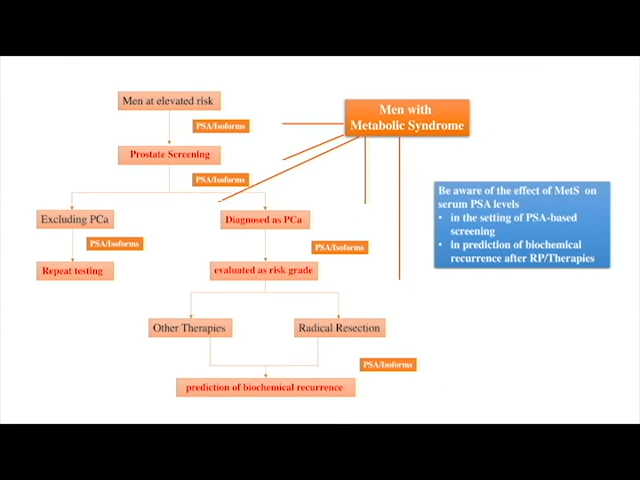 Men at elevated risk
Men with
Metabolic Syndrome
PSA/Isoforms
Prostate Screening
PSA/Isoforms
Be aware of the effect of MetS on
serum PSA levels
• in the setting of PSA-based
screening
• in prediction of biochemical
recurrence after RP/Therapies
Excluding PCa
Diagnosed as PCa
PSA/Isoforms
PSA/Isoforms
Repeat testing
evaluated as risk grade
Other Therapies
Radical Resection
PSA/Isoforms
prediction of biochemical recurrence